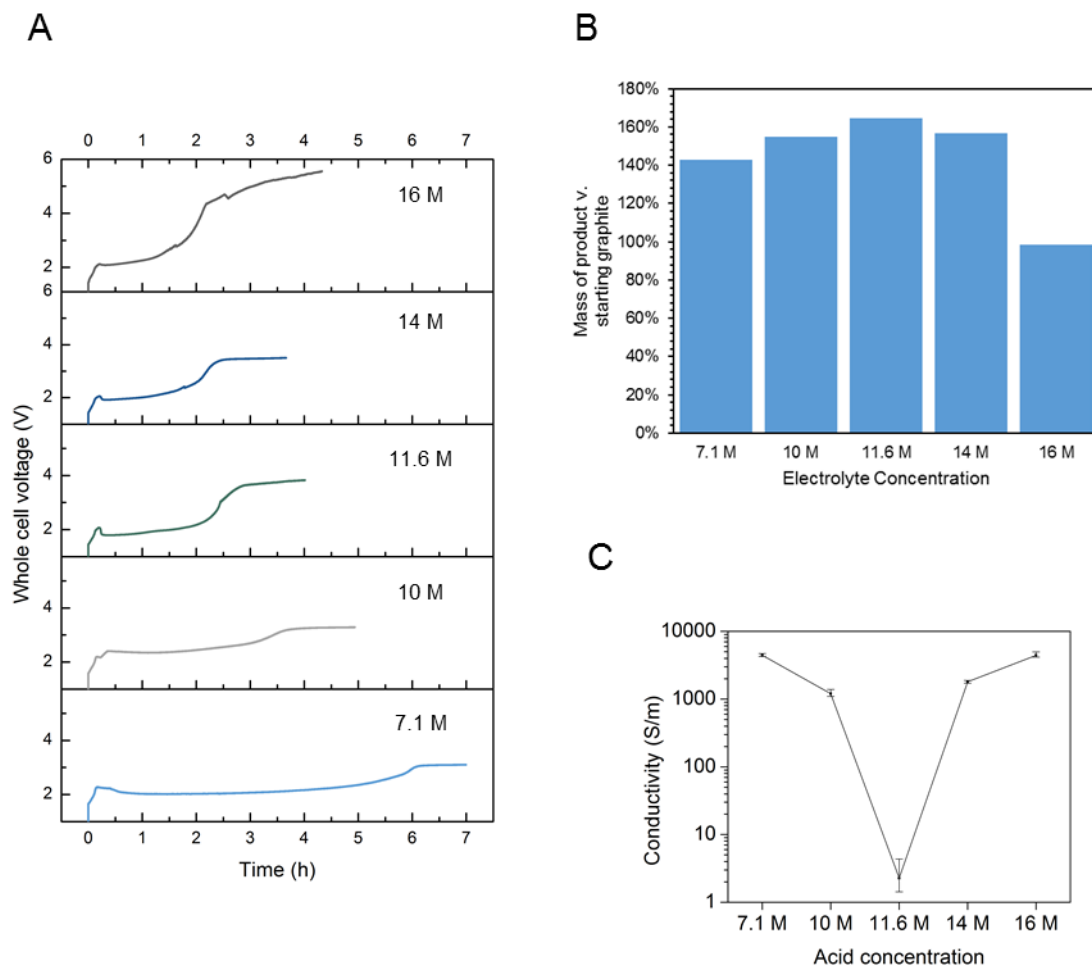 A
0 1 2 3 4 5 6 7
6
4
2
16 M
6
4
2
14 M
4
2
11.6 M
4
2
10 M
4
2
7.1 M
0 1 2 3 4 5 6 7
Time (h)
Whole cell voltage (V)
B
180%
160%
140%
120%
100%
80%
60%
40%
20%
0%
7.1 M 10 M 11.6 M 14 M 16 M
Electrolyte Concentration
Mass of product v.
starting graphite
C
10000
1000
100
10
1
7.1 M 10 M 11.6 M 14 M 16 M
Acid concentration
Conductivity (S/m)